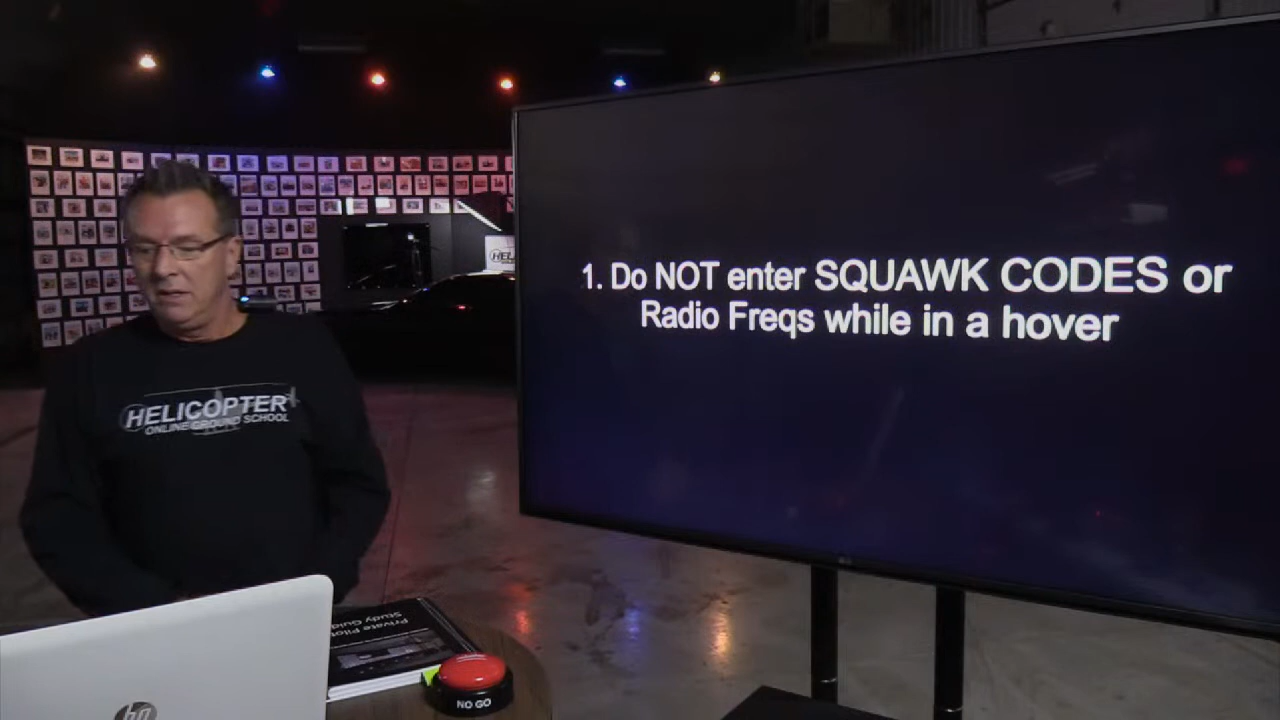 1. Do NOT enter SQUAWK CODES or
Radio Freqs while in a hover
HELICOPTER
ONLINE GROUND SCHOOL
HEL
Private Pilot
Study Guide
NO GO
hp